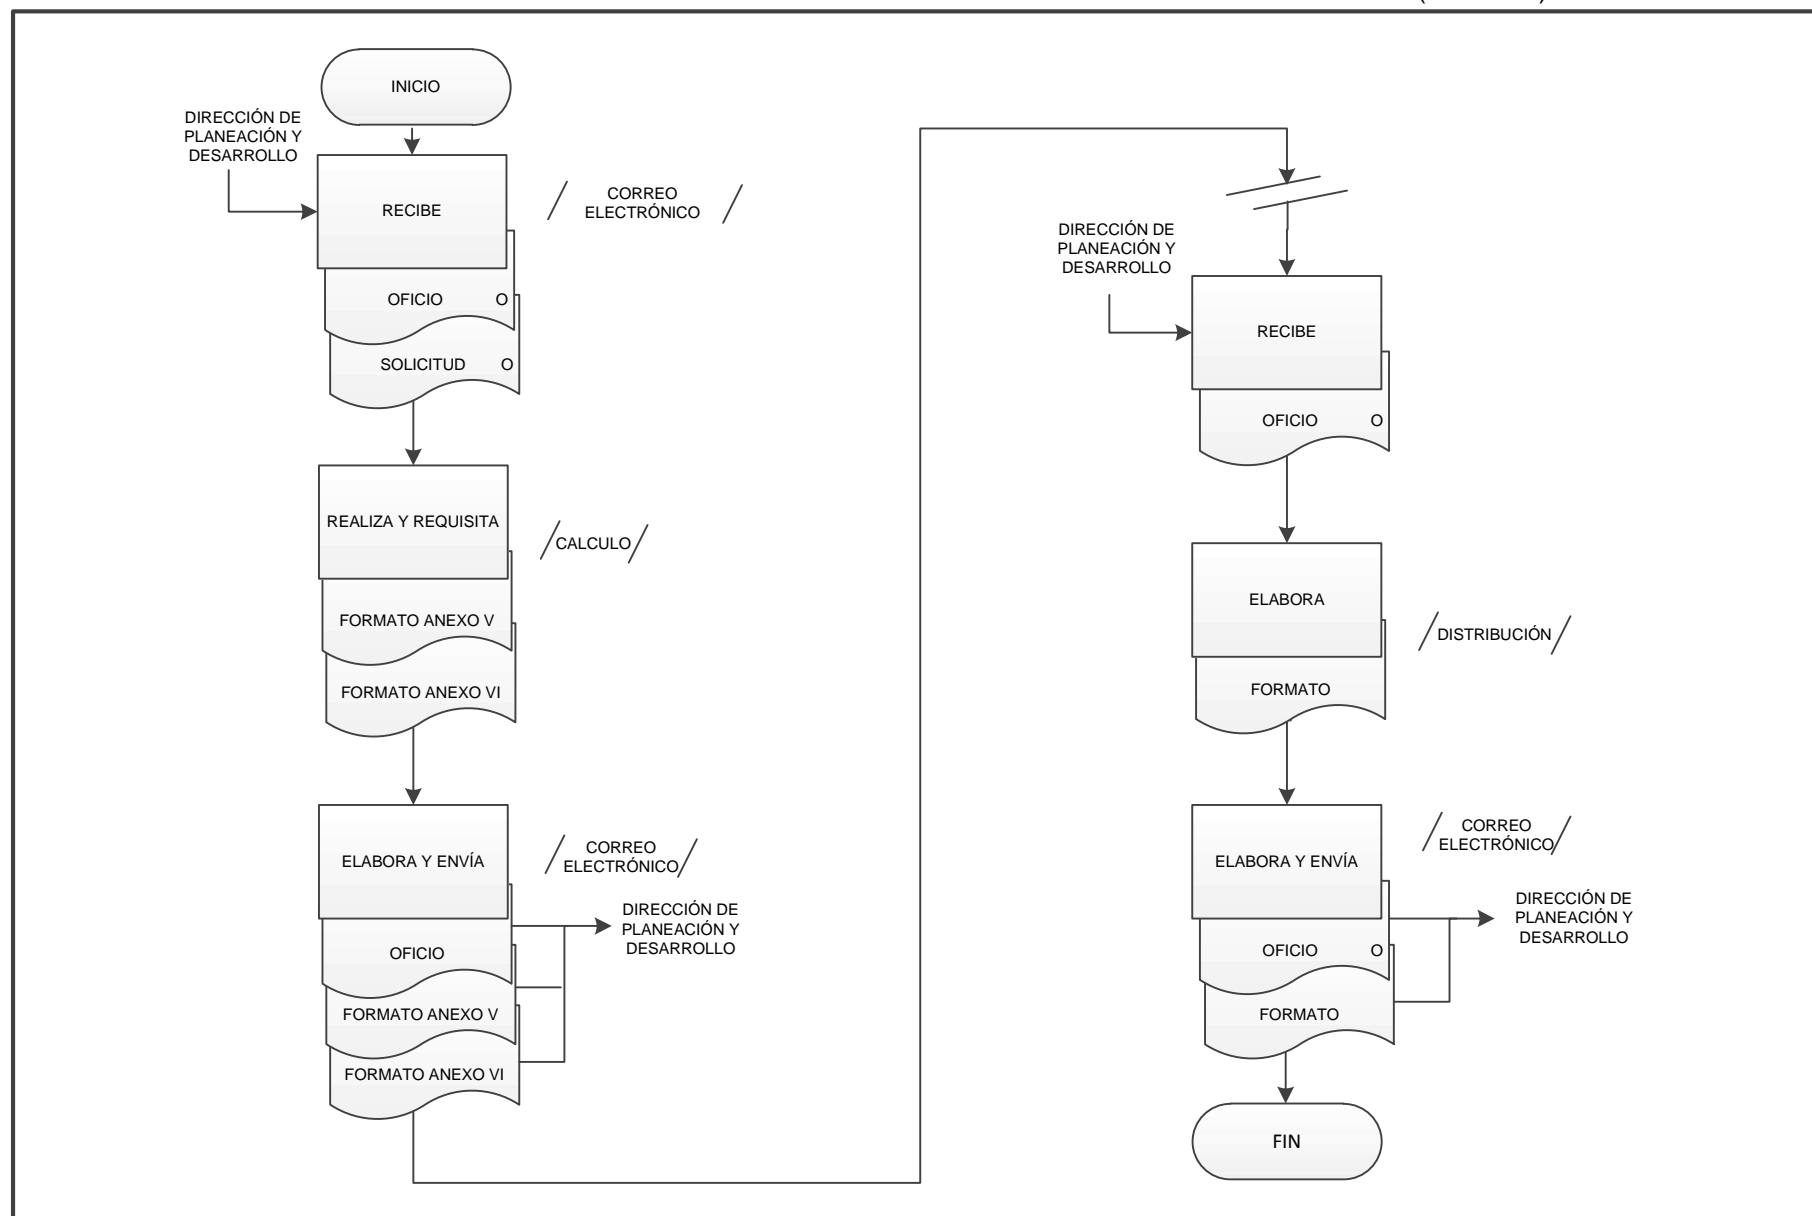 INICIO
DIRECCIÓN DE
PLANEACIÓN Y
DESARROLLO
RECIBE
CORREO
ELECTRÓNICO
OFICIO O
SOLICITUD O
REALIZA Y REQUISITA
CALCULO
FORMATO ANEXO V
FORMATO ANEXO VI
ELABORA Y ENVÍA
CORREO
ELECTRÓNICO
DIRECCIÓN DE
PLANEACIÓN Y
DESARROLLO
OFICIO
FORMATO ANEXO V
FORMATO ANEXO VI
DIRECCIÓN DE
PLANEACIÓN Y
DESARROLLO
RECIBE
OFICIO O
ELABORA
DISTRIBUCIÓN
FORMATO
ELABORA Y ENVÍA
CORREO
ELECTRÓNICO
DIRECCIÓN DE
PLANEACIÓN Y
DESARROLLO
OFICIO O
FORMATO
FIN